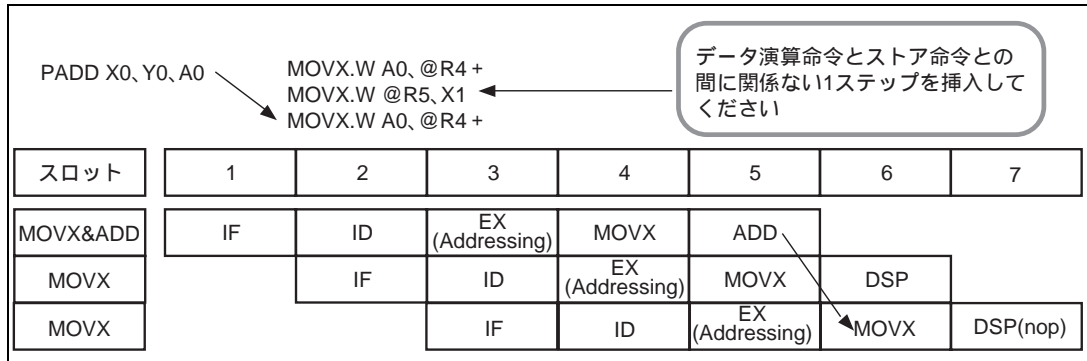 PADD X0、Y0、A0 MOVX.W A0、@R4 +
MOVX.W @R5、X1
MOVX.W A0、@R4 +
データ演算命令とストア命令との
間に関係ない1ステップを挿入して
ください
スロット 1 2 3 4 5 6 7
MOVX&ADD IF ID EX (Addressing) MOVX ADD
MOVX IF ID EX (Addressing) MOVX DSP
MOVX IF ID EX (Addressing) MOVX DSP(nop)